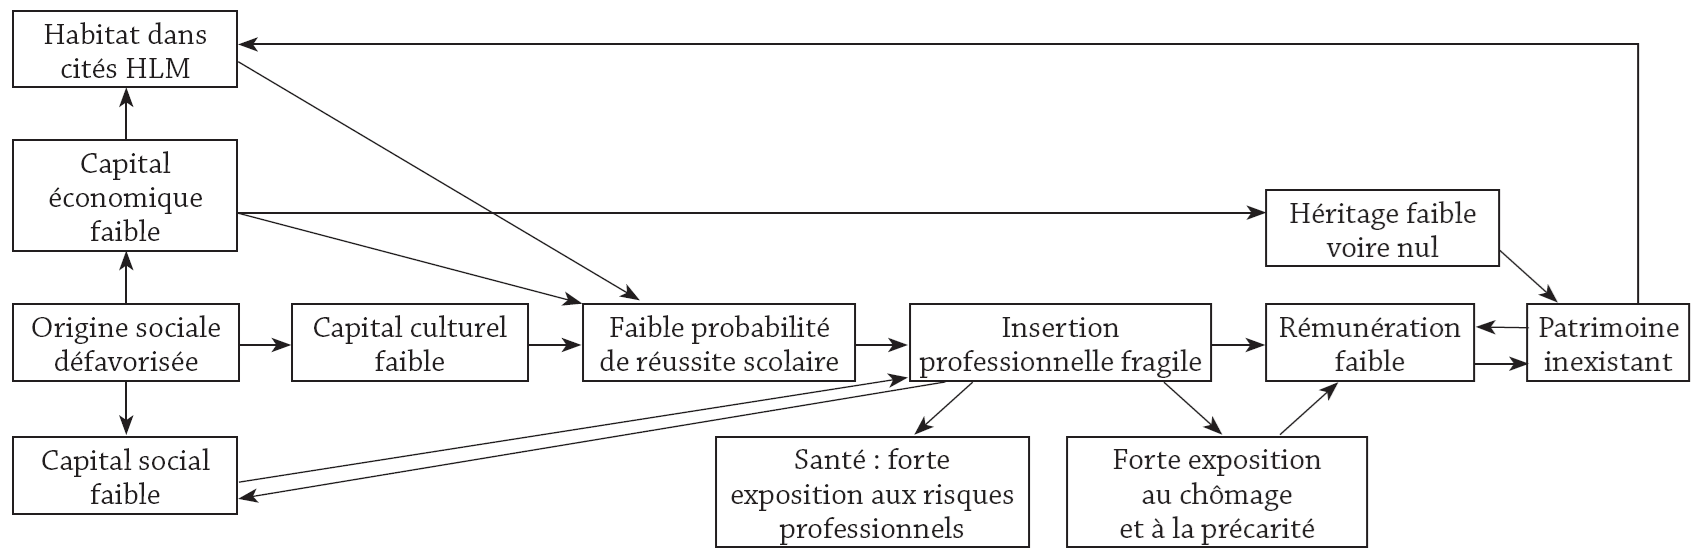 Habitat dans
cités HLM
Capital
économique
faible
Héritage faible
voire nul
Origine sociale
défavorisée
Capital culturel
faible
Faible probabilité
de réussite scolaire
Insertion
professionnelle fragile
Rémunération
faible
Patrimoine
inexistant
Capital social
faible
Santé : forte
exposition aux risques
professionnels
Forte exposition
au chômage
et à la précarité